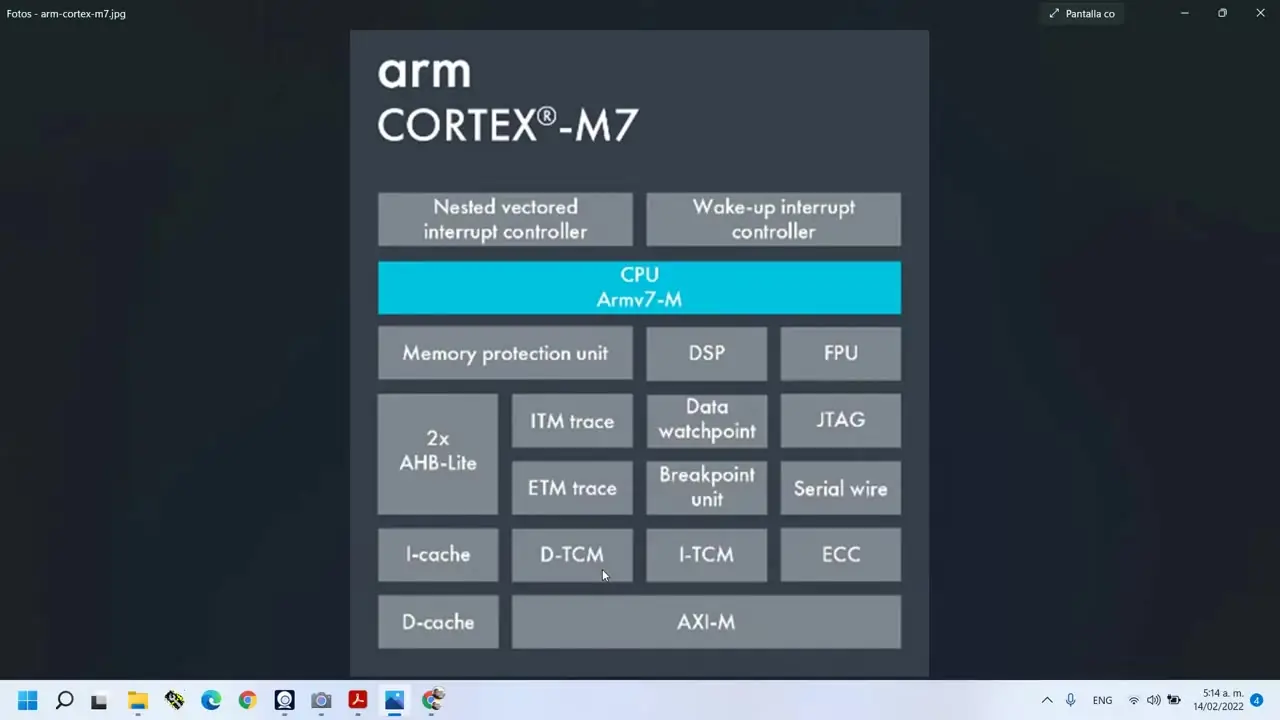 Fotos - arm-cortex-m7.jpg
Pantalla co
arm
CORTEX®-M7
Nested vectored
interrupt controller
Wake-up interrupt
controller
CPU
Armv7-M
Memory protection unit
DSP
FPU
2x
AHB-Lite
ITM trace
Data
watchpoint
JTAG
ETM trace
Breakpoint
unit
Serial wire
I-cache
D-TCM
I-TCM
ECC
D-cache
AXI-M
ENG
5:14 a. m.
14/02/2022
4